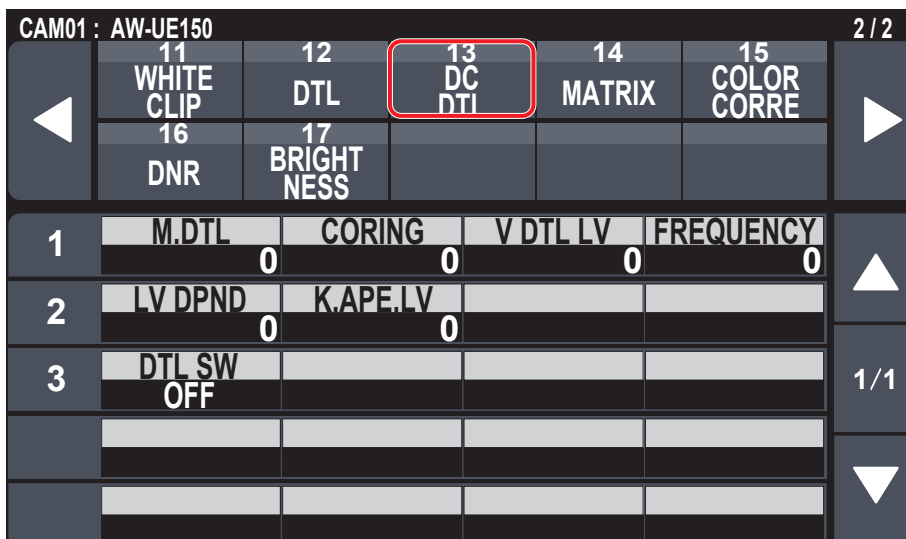 CAM01 : AW-UE150 2 / 2
11 12 13 14 15
WHITE CLIP DTL DC DTL MATRIX COLOR CORRE
16 17
DNR BRIGHT NESS
1 M.DTL CORING V DTL LV FREQUENCY
0 0 0 0
2 LV DPND K.APE.LV
0 0
3 DTL SW 1/1
OFF